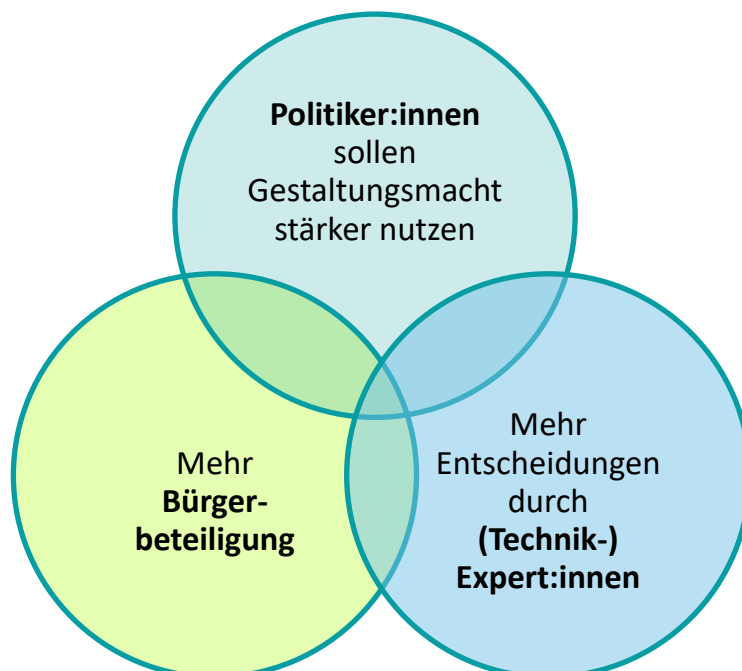 Politiker:innen
sollen
Gestaltungsmacht
stärker nutzen
Mehr
Bürger-
beteiligung
Mehr
Entscheidungen
durch
(Technik-)
Expert:innen